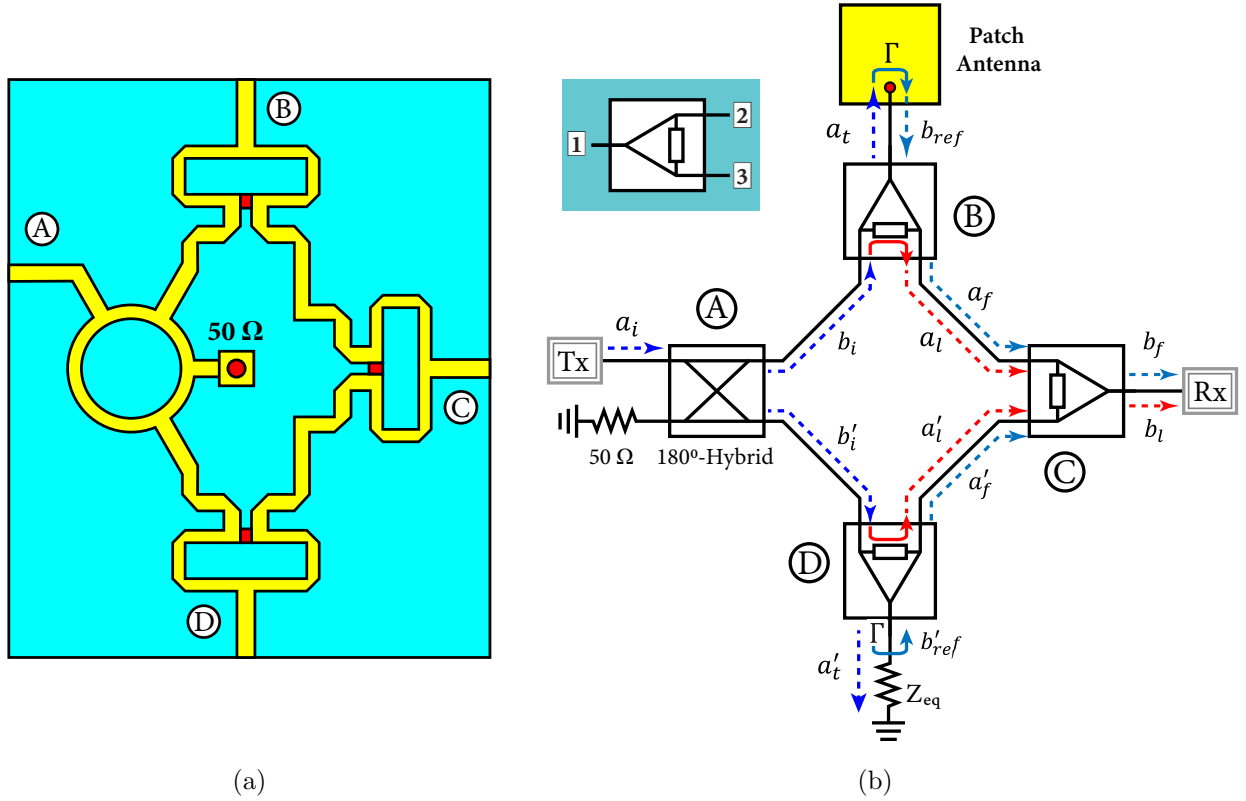 A
B
50 Ω
C
D
(a)
1
2
3
Patch
Antenna
Γ
a_t
b_ref
B
A
a_i
Tx
b_i
a_f
a_l
b_f
Rx
b_l
50 Ω
180º-Hybrid
b'_i
a'_l
a'_f
C
D
Γ
a'_t
b'_ref
Z_eq
(b)